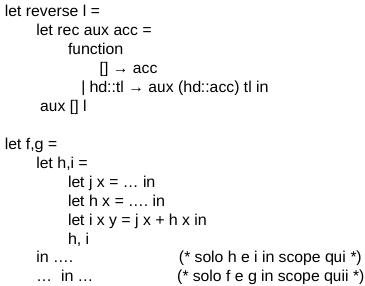 let reverse l =
let rec aux acc =
function
[] → acc
| hd::tl → aux (hd::acc) tl in
aux [] l
let f,g =
let h,i =
let j x = … in
let h x = …. in
let i x y = j x + h x in
h, i
in …. (* solo h e i in scope qui *)
… in … (* solo f e g in scope quii *)